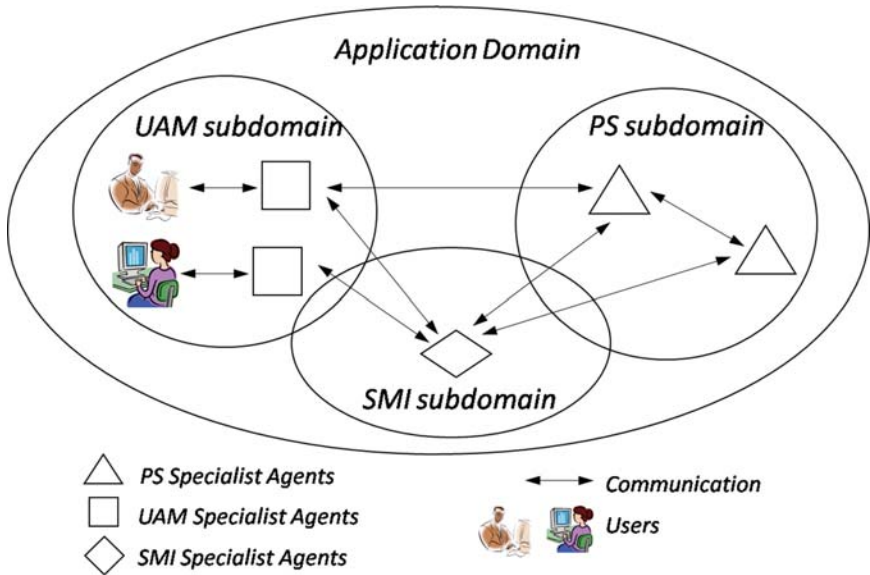 Application Domain
UAM subdomain
PS subdomain
SMI subdomain
PS Specialist Agents
UAM Specialist Agents
SMI Specialist Agents
Communication
Users